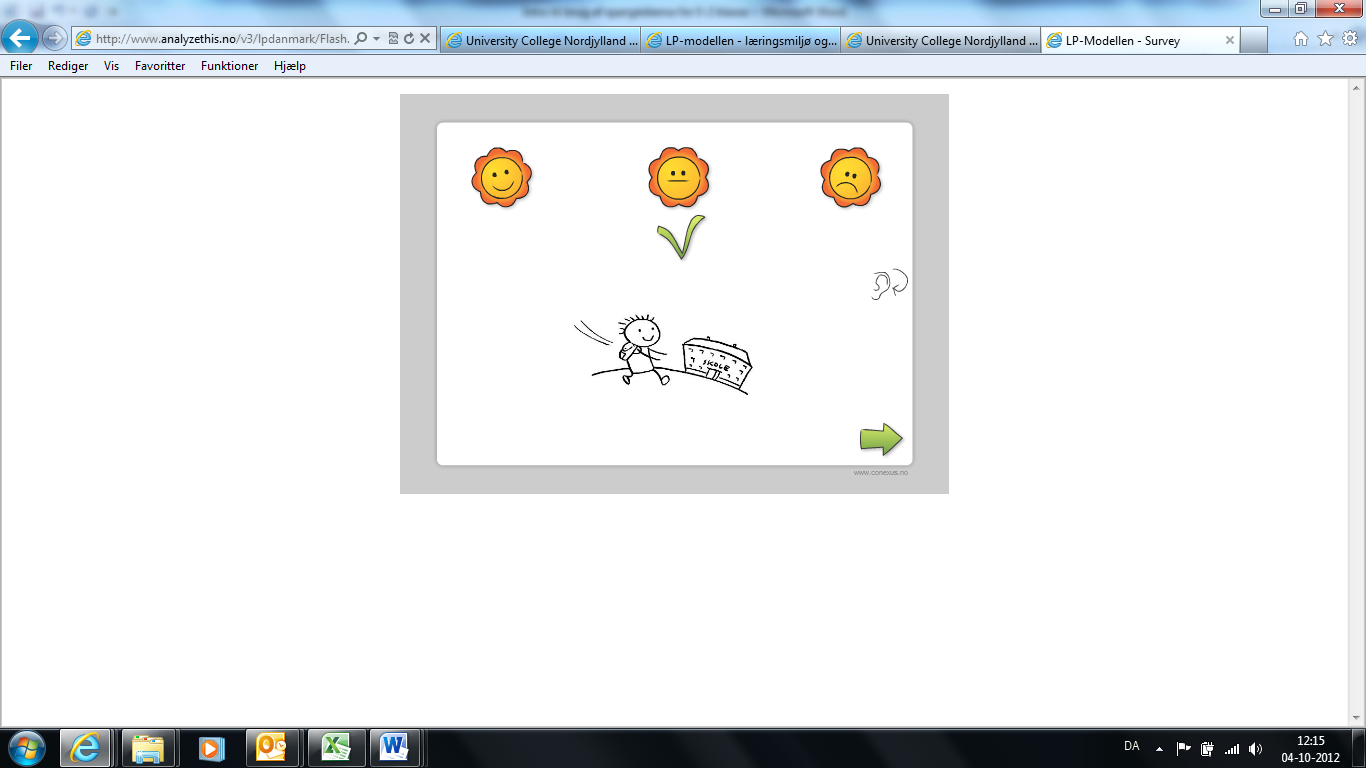 http://www.analyzethis.no/v3/lpdanmark/Flash.
University College Nordjylland ...
LP-modellen - læringsmiljø og...
University College Nordjylland ...
LP-Modellen - Survey
Filer Rediger Vis Favoritter Funktioner Hjælp
SKOLE
www.conexus.no
DA
12:15
04-10-2012